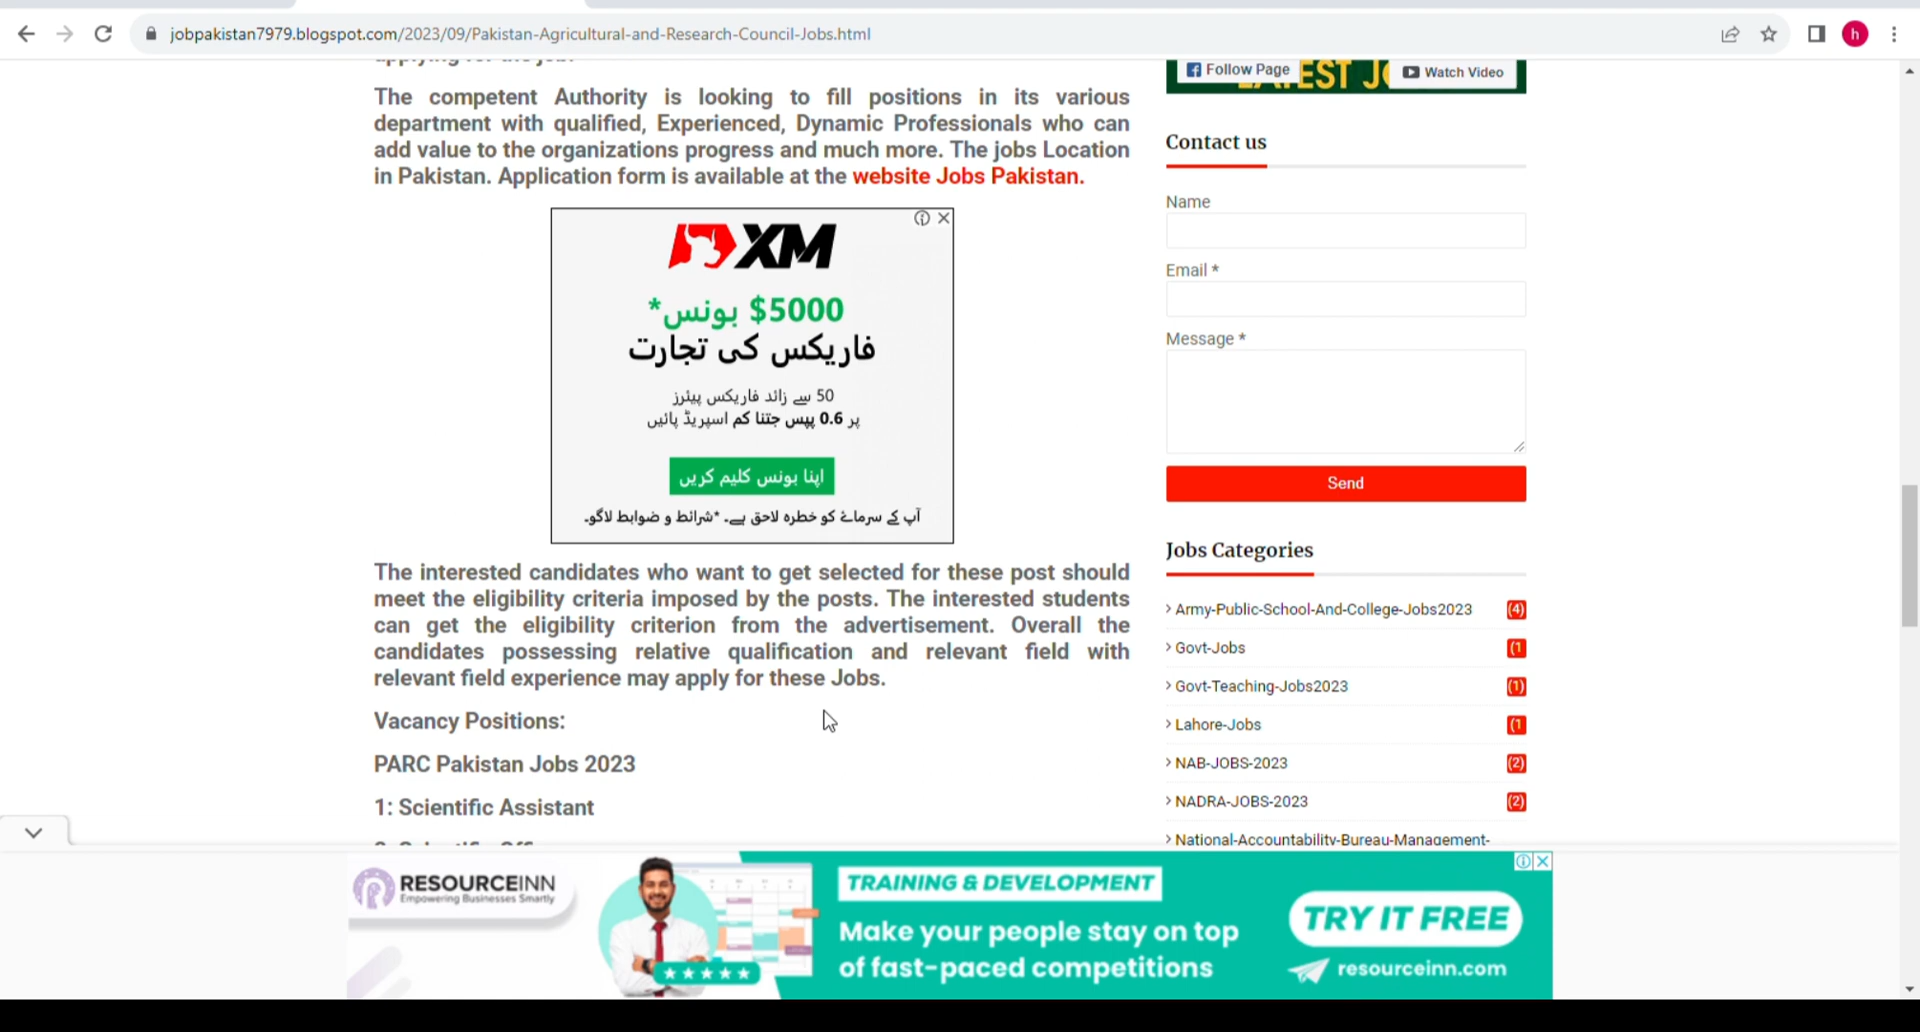 jobpakistan7979.blogspot.com/2023/09/Pakistan-Agricultural-and-Research-Council-Jobs.html
h
applying for the job.
The competent Authority is looking to fill positions in its various
department with qualified, Experienced, Dynamic Professionals who can
add value to the organizations progress and much more. The jobs Location
in Pakistan. Application form is available at the website Jobs Pakistan.
XM
$5000 بونس*
فاریکس کی تجارت
50 سے زائد فاریکس پیئرز
پر 0.6 پپس جتنا کم اسپریڈ پائیں
اپنا بونس کلیم کریں
آپ کے سرمائے کو خطرہ لاحق ہے۔ *شرائط و ضوابط لاگو۔
The interested candidates who want to get selected for these post should
meet the eligibility criteria imposed by the posts. The interested students
can get the eligibility criterion from the advertisement. Overall the
candidates possessing relative qualification and relevant field with
relevant field experience may apply for these Jobs.
Vacancy Positions:
PARC Pakistan Jobs 2023
1: Scientific Assistant
Follow Page
Watch Video
Contact us
Name
Email *
Message *
Send
Jobs Categories
Army-Public-School-And-College-Jobs2023 (4)
Govt-Jobs (1
Govt-Teaching-Jobs2023 (1)
Lahore-Jobs (1
NAB-JOBS-2023 (2)
NADRA-JOBS-2023 (2)
National-Accountability-Bureau-Management-
RESOURCEINN
Empowering Businesses Smartly
TRAINING & DEVELOPMENT
Make your people stay on top
of fast-paced competitions
TRY IT FREE
resourceinn.com